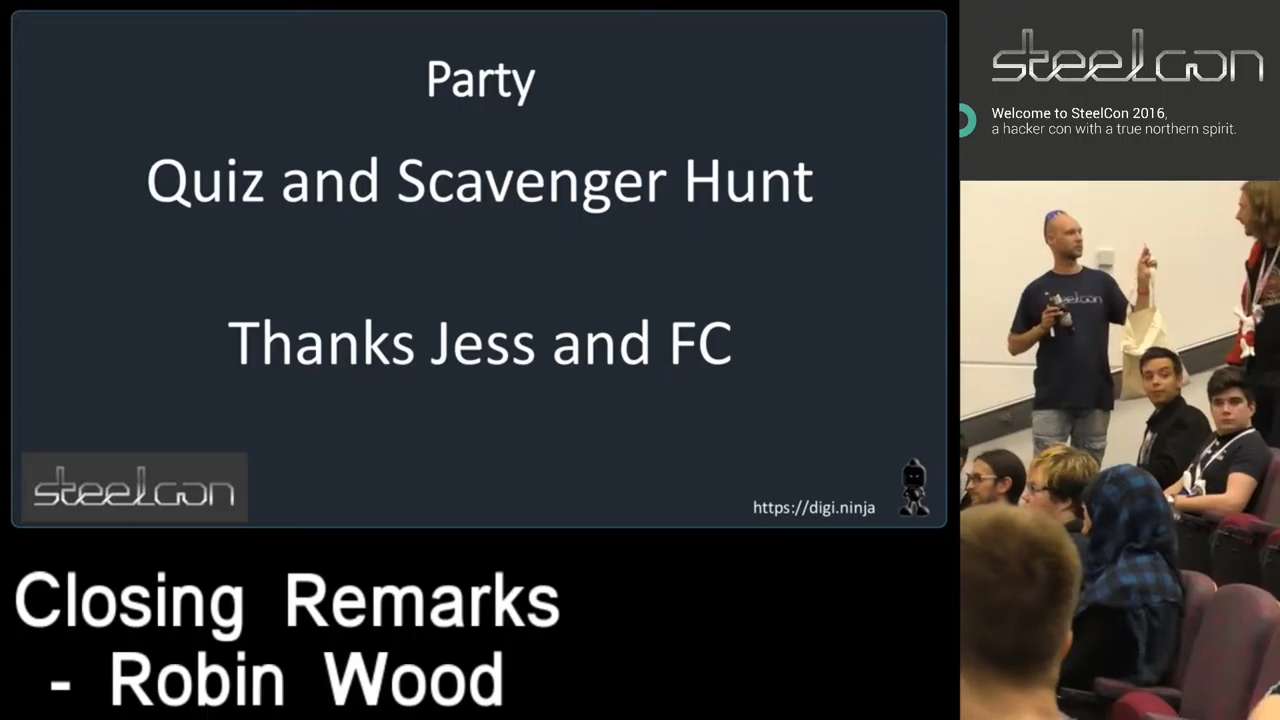 Party
Quiz and Scavenger Hunt
Thanks Jess and FC
steelcon
https://digi.ninja
Closing Remarks
- Robin Wood
steelcon
Welcome to SteelCon 2016,
a hacker con with a true northern spirit.
steelcon